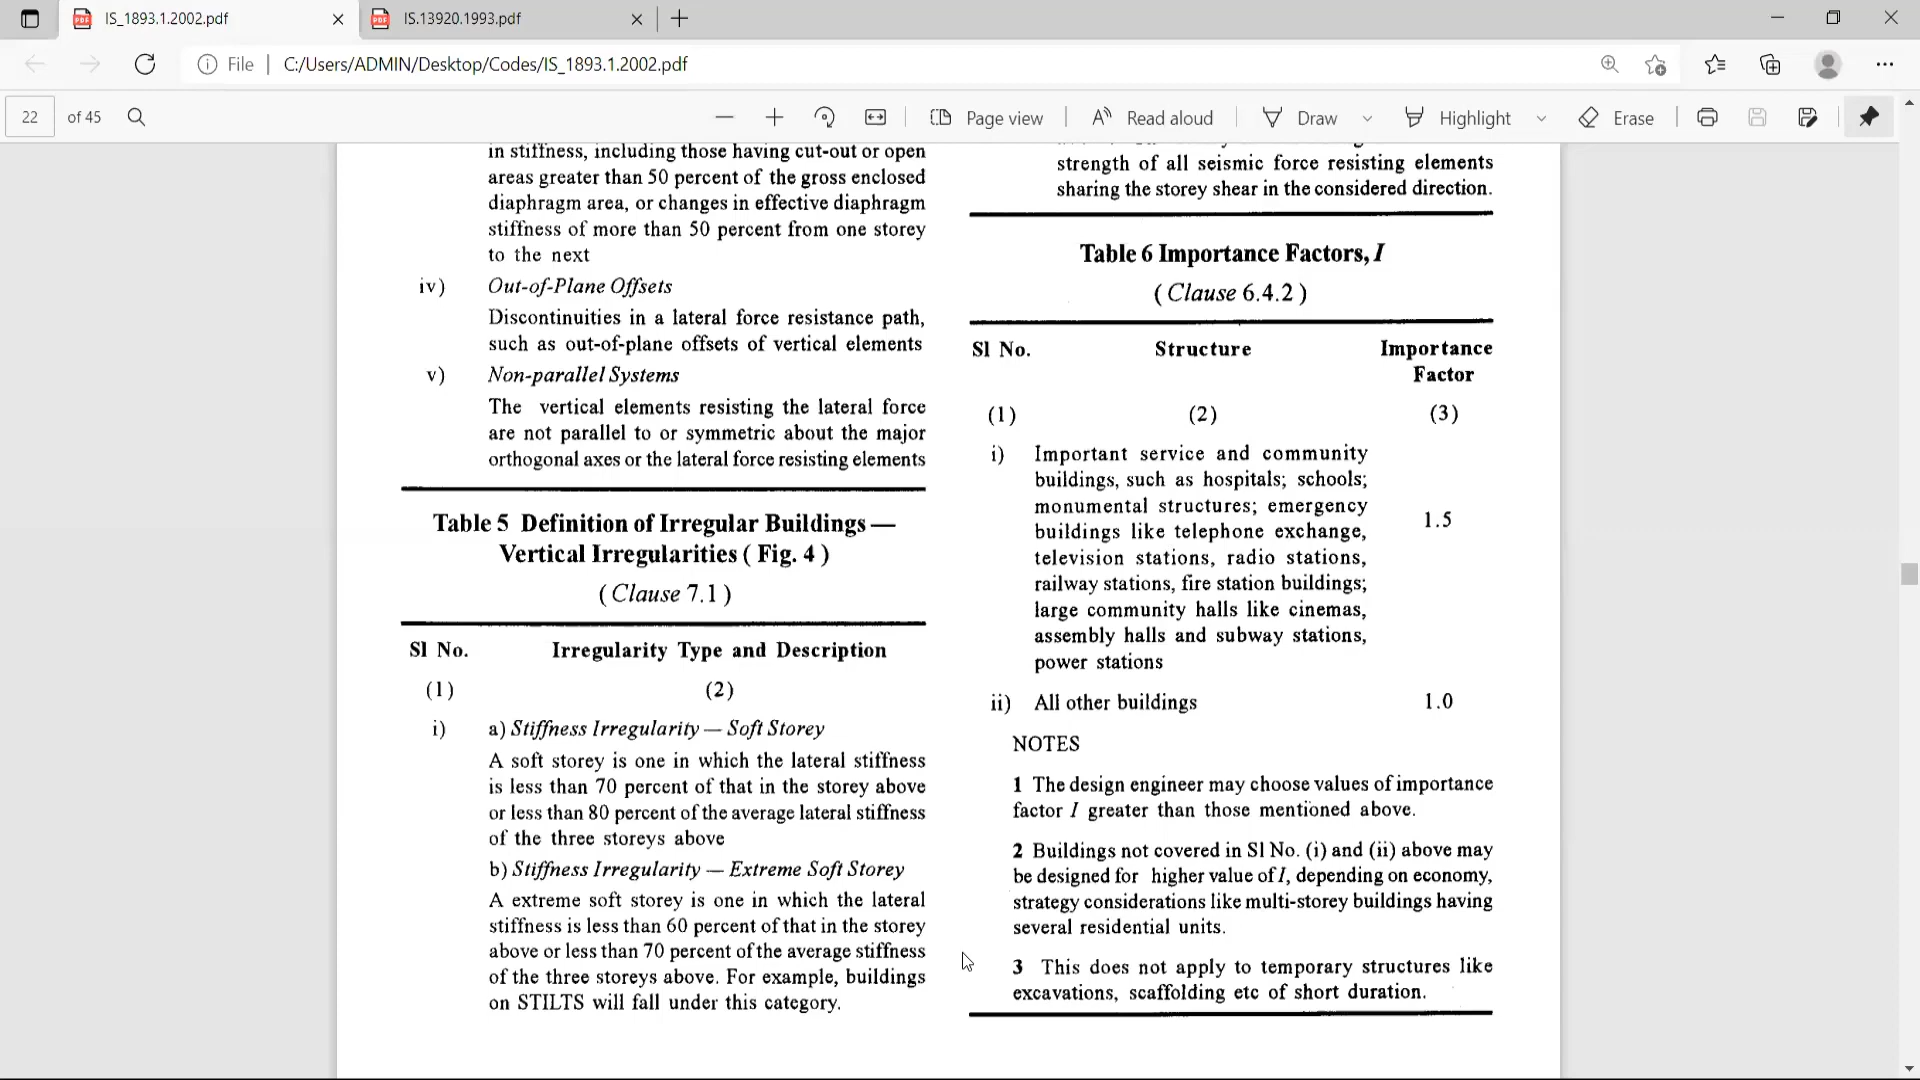 IS_1893.1.2002.pdf
IS.13920.1993.pdf
File
C:/Users/ADMIN/Desktop/Codes/IS_1893.1.2002.pdf
22 of 45
Page view
Read aloud
Draw
Highlight
Erase
in stiffness, including those having cut-out or open
areas greater than 50 percent of the gross enclosed
diaphragm area, or changes in effective diaphragm
stiffness of more than 50 percent from one storey
to the next
iv) Out-of-Plane Offsets
Discontinuities in a lateral force resistance path,
such as out-of-plane offsets of vertical elements
v) Non-parallel Systems
The vertical elements resisting the lateral force
are not parallel to or symmetric about the major
orthogonal axes or the lateral force resisting elements
Table 5 Definition of Irregular Buildings —
Vertical Irregularities ( Fig. 4 )
( Clause 7.1 )
Sl No. Irregularity Type and Description
(1) (2)
i) a) Stiffness Irregularity — Soft Storey
A soft storey is one in which the lateral stiffness
is less than 70 percent of that in the storey above
or less than 80 percent of the average lateral stiffness
of the three storeys above
b) Stiffness Irregularity — Extreme Soft Storey
A extreme soft storey is one in which the lateral
stiffness is less than 60 percent of that in the storey
above or less than 70 percent of the average stiffness
of the three storeys above. For example, buildings
on STILTS will fall under this category.
strength of all seismic force resisting elements
sharing the storey shear in the considered direction.
Table 6 Importance Factors, I
( Clause 6.4.2 )
Sl No. Structure Importance
Factor
(1) (2) (3)
i) Important service and community
buildings, such as hospitals; schools;
monumental structures; emergency
buildings like telephone exchange, 1.5
television stations, radio stations,
railway stations, fire station buildings;
large community halls like cinemas,
assembly halls and subway stations,
power stations
ii) All other buildings 1.0
NOTES
1 The design engineer may choose values of importance
factor I greater than those mentioned above.
2 Buildings not covered in Sl No. (i) and (ii) above may
be designed for higher value of I, depending on economy,
strategy considerations like multi-storey buildings having
several residential units.
3 This does not apply to temporary structures like
excavations, scaffolding etc of short duration.